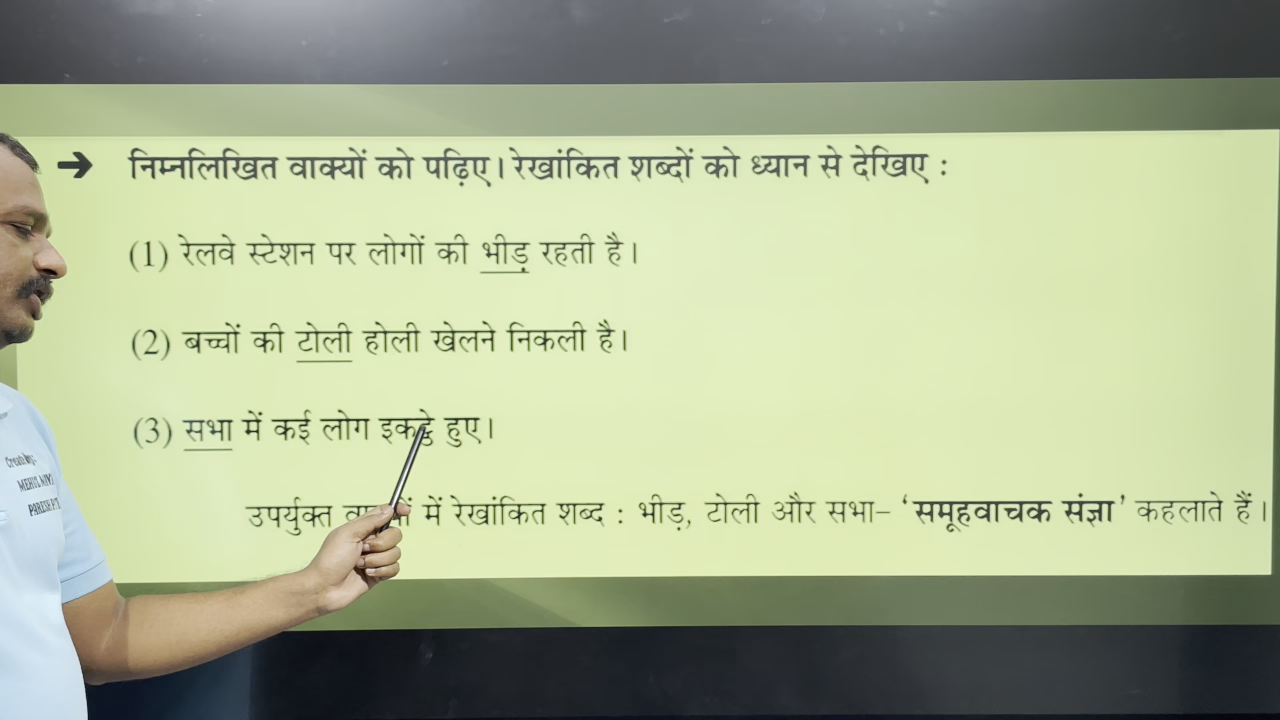 → निम्नलिखित वाक्यों को पढ़िए। रेखांकित शब्दों को ध्यान से देखिए :
(1) रेलवे स्टेशन पर लोगों की भीड़ रहती है।
(2) बच्चों की टोली होली खेलने निकली है।
(3) सभा में कई लोग इकट्ठे हुए।
उपर्युक्त में रेखांकित शब्द : भीड़, टोली और सभा– ‘समूहवाचक संज्ञा’ कहलाते हैं।